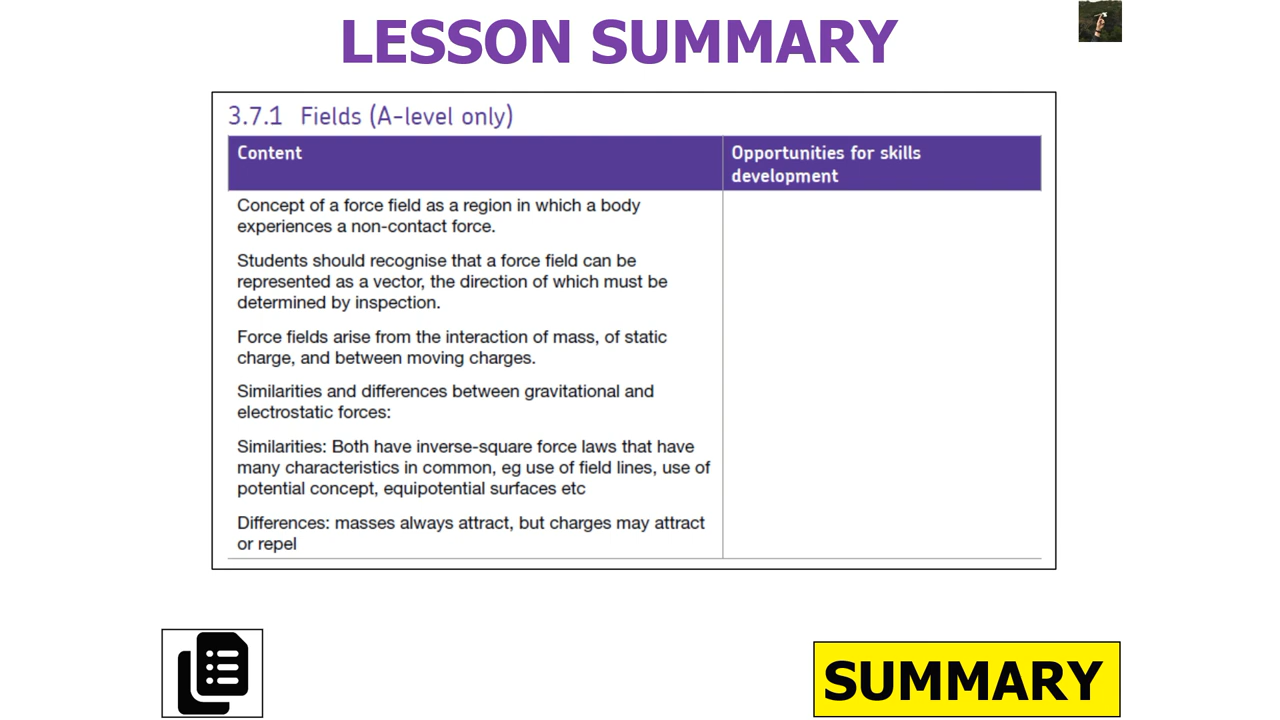 LESSON SUMMARY
3.7.1 Fields (A-level only)
Content
Opportunities for skills
development
Concept of a force field as a region in which a body
experiences a non-contact force.
Students should recognise that a force field can be
represented as a vector, the direction of which must be
determined by inspection.
Force fields arise from the interaction of mass, of static
charge, and between moving charges.
Similarities and differences between gravitational and
electrostatic forces:
Similarities: Both have inverse-square force laws that have
many characteristics in common, eg use of field lines, use of
potential concept, equipotential surfaces etc
Differences: masses always attract, but charges may attract
or repel
SUMMARY